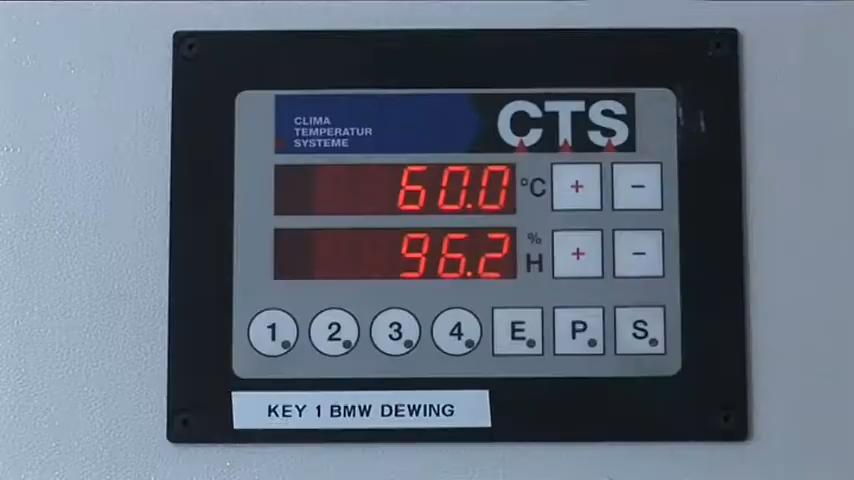 CLIMA
TEMPERATUR
SYSTEME
CTS
60.0 °C + −
96.2 % H + −
1 2 3 4 E P S
KEY 1 BMW DEWING